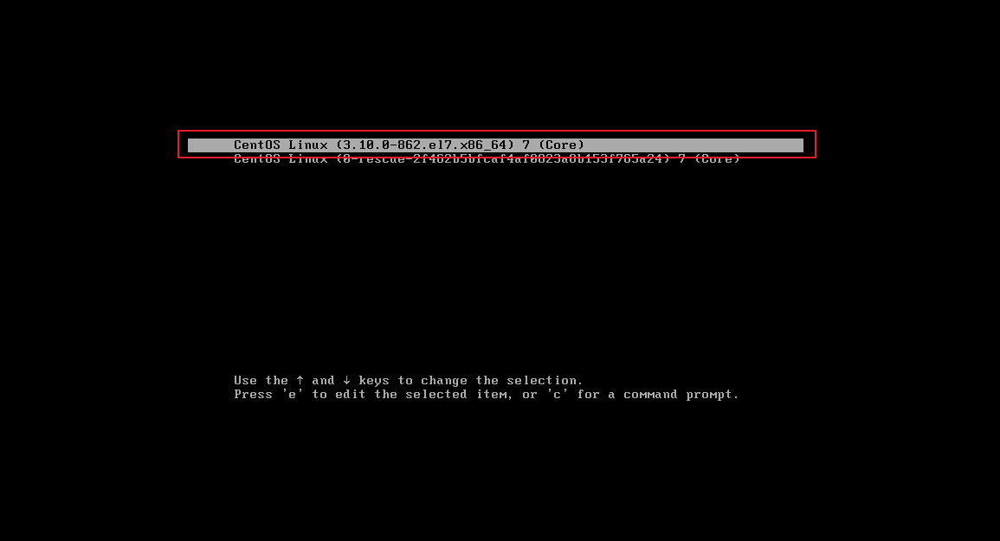 CentOS Linux (3.10.0-862.el7.x86_64) 7 (Core)
CentOS Linux (0-rescue-2f462b5bfcaf4af0823a0b153f765a24) 7 (Core)
Use the ↑ and ↓ keys to change the selection.
Press 'e' to edit the selected item, or 'c' for a command prompt.